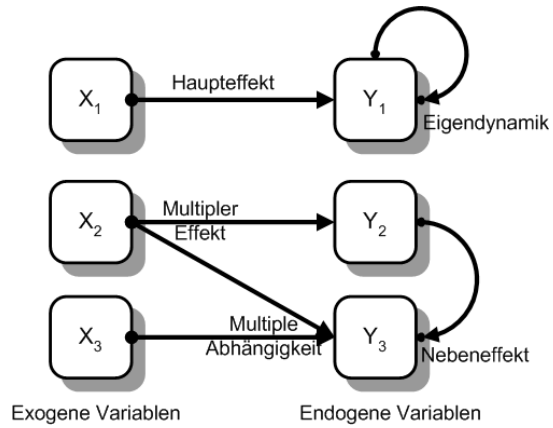 X₁
Haupteffekt
Y₁
Eigendynamik
X₂
Multipler
Effekt
Y₂
X₃
Multiple
Abhängigkeit
Y₃
Nebeneffekt
Exogene Variablen
Endogene Variablen